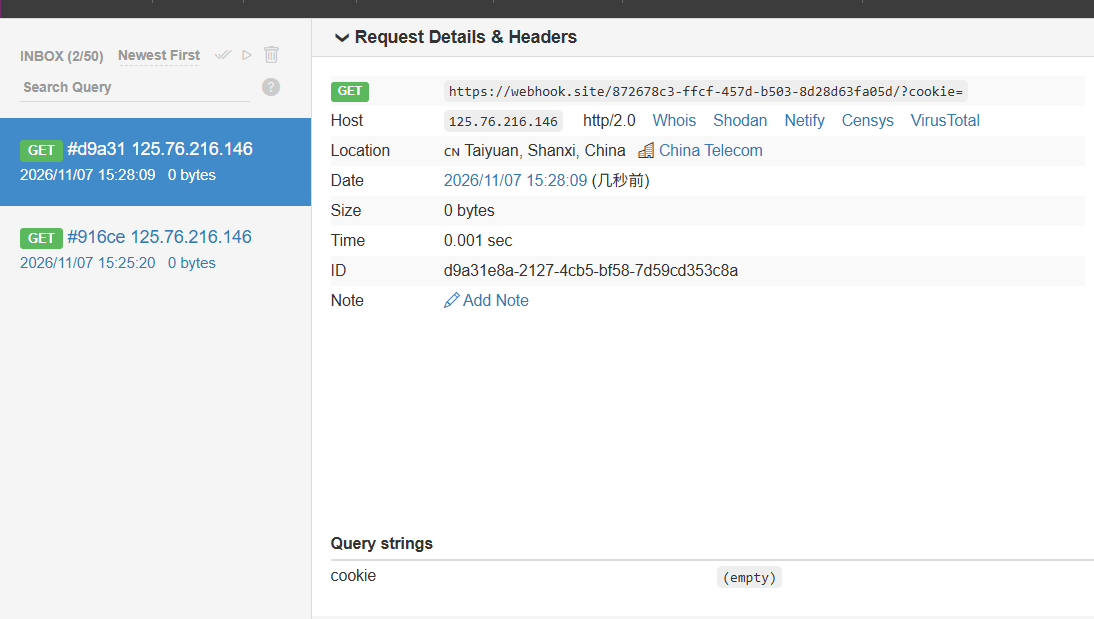 INBOX (2/50) Newest First
Search Query ?
GET #d9a31 125.76.216.146
2026/11/07 15:28:09 0 bytes
GET #916ce 125.76.216.146
2026/11/07 15:25:20 0 bytes
Request Details & Headers
GET https://webhook.site/872678c3-ffcf-457d-b503-8d28d63fa05d/?cookie=
Host 125.76.216.146 http/2.0 Whois Shodan Netify Censys VirusTotal
Location CN Taiyuan, Shanxi, China China Telecom
Date 2026/11/07 15:28:09 (几秒前)
Size 0 bytes
Time 0.001 sec
ID d9a31e8a-2127-4cb5-bf58-7d59cd353c8a
Note Add Note
Query strings
cookie (empty)